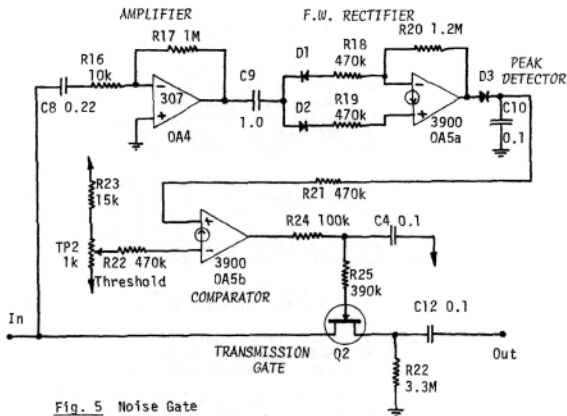 AMPLIFIER
F.W. RECTIFIER
R17 1M
R20 1.2M
R16
10k
C8 0.22
307
-
+
OA4
C9
1.0
D1
D2
R18
470k
R19
470k
-
+
3900
OA5a
D3
PEAK
DETECTOR
C10
0.1
R23
15k
TP2
1k
R22 470k
Threshold
R21 470k
+
-
3900
OA5b
COMPARATOR
R24 100k
C4 0.1
R25
390k
In
TRANSMISSION
GATE
Q2
C12 0.1
Out
R22
3.3M
Fig. 5 Noise Gate